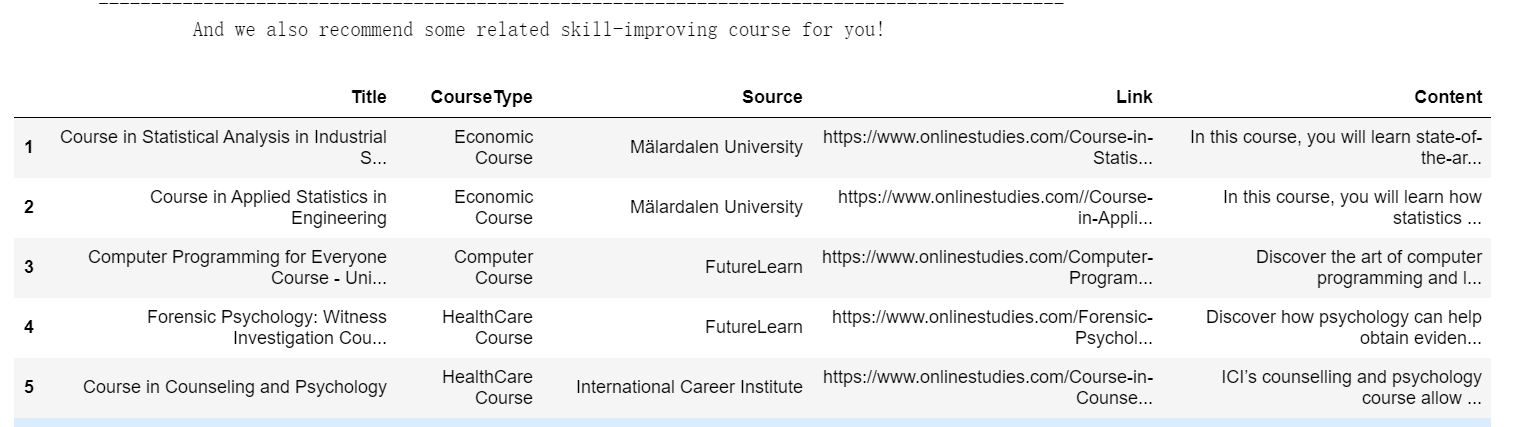 And we also recommend some related skill-improving course for you!
Title CourseType Source Link Content
1 Course in Statistical Analysis in Industrial S... Economic Course Mälardalen University https://www.onlinestudies.com/Course-in-Statis... In this course, you will learn state-of-the-ar...
2 Course in Applied Statistics in Engineering Economic Course Mälardalen University https://www.onlinestudies.com//Course-in-Appli... In this course, you will learn how statistics ...
3 Computer Programming for Everyone Course - Uni... Computer Course FutureLearn https://www.onlinestudies.com/Computer-Program... Discover the art of computer programming and l...
4 Forensic Psychology: Witness Investigation Cou... HealthCare Course FutureLearn https://www.onlinestudies.com/Forensic-Psychol... Discover how psychology can help obtain eviden...
5 Course in Counseling and Psychology HealthCare Course International Career Institute https://www.onlinestudies.com/Course-in-Counse... ICI's counselling and psychology course allow ...